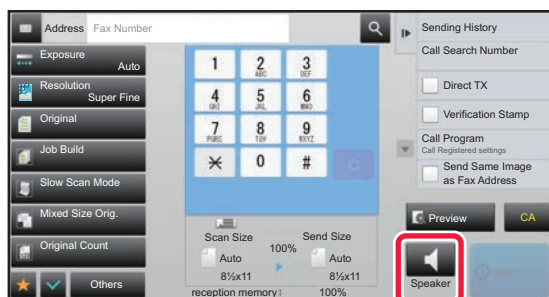 Address Fax Number
Exposure
Auto
Resolution
Super Fine
Original
Job Build
Slow Scan Mode
Mixed Size Orig.
Original Count
Others
1 2 3
ABC DEF
4 5 6
GHI JKL MNO
7 8 9
PQRS TUV WXYZ
0 #
C
Scan Size 100% Send Size
Auto Auto
8½x11 8½x11
reception memory: 100%
Sending History
Call Search Number
Direct TX
Verification Stamp
Call Program
Call Registered settings
Send Same Image
as Fax Address
Preview CA
Speaker
Start